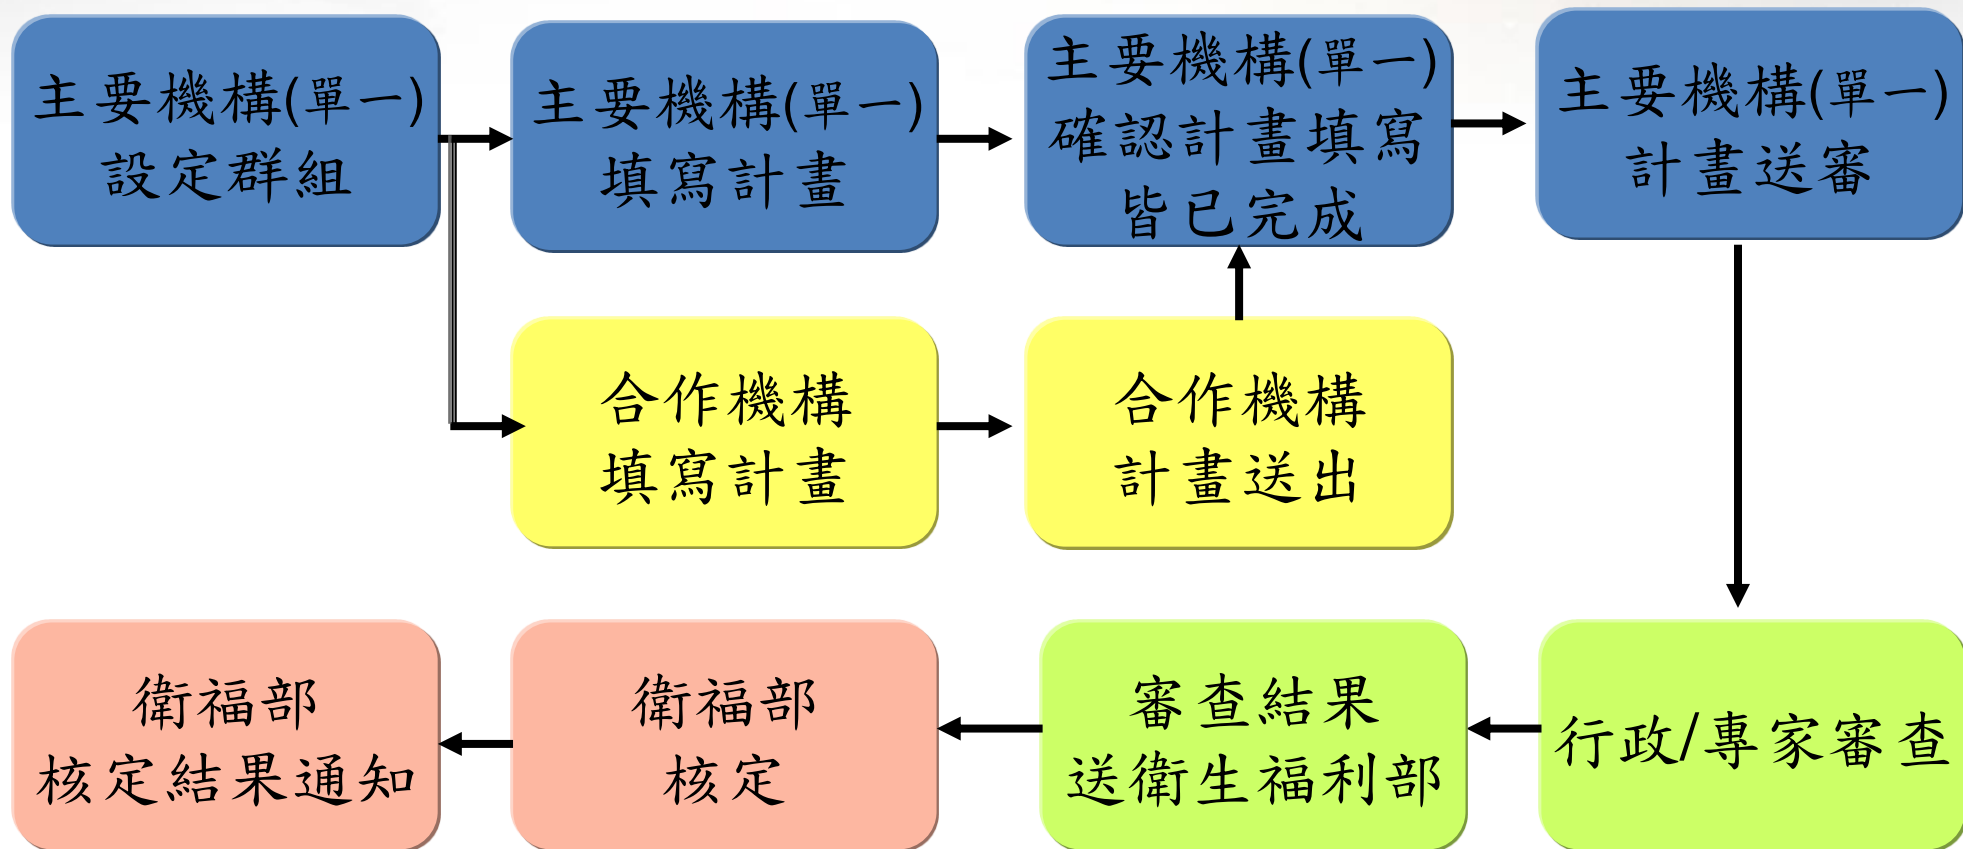 主要機構(單一)
設定群組
主要機構(單一)
填寫計畫
主要機構(單一)
確認計畫填寫
皆已完成
主要機構(單一)
計畫送審
合作機構
填寫計畫
合作機構
計畫送出
衛福部
核定結果通知
衛福部
核定
審查結果
送衛生福利部
行政/專家審查